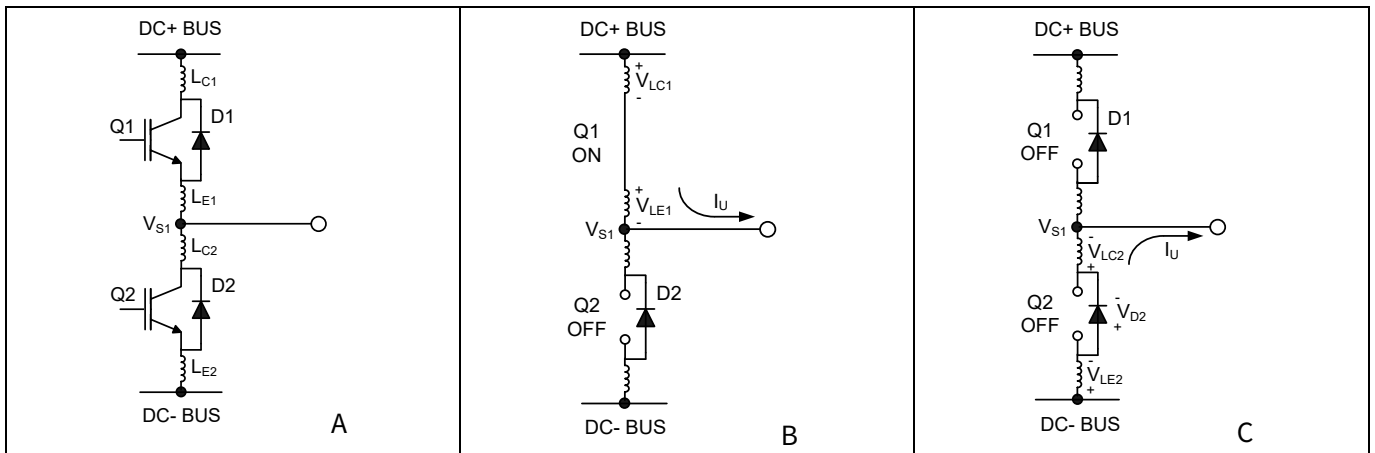 DC+ BUS
L_C1
D1
Q1
L_E1
V_S1
L_C2
D2
Q2
L_E2
DC- BUS
A
DC+ BUS
+
V_LC1
-
Q1
ON
+
V_LE1
-
I_U
V_S1
D2
Q2
OFF
DC- BUS
B
DC+ BUS
D1
Q1
OFF
V_S1
-
V_LC2
+
I_U
Q2
OFF
-
V_D2
+
-
V_LE2
+
DC- BUS
C